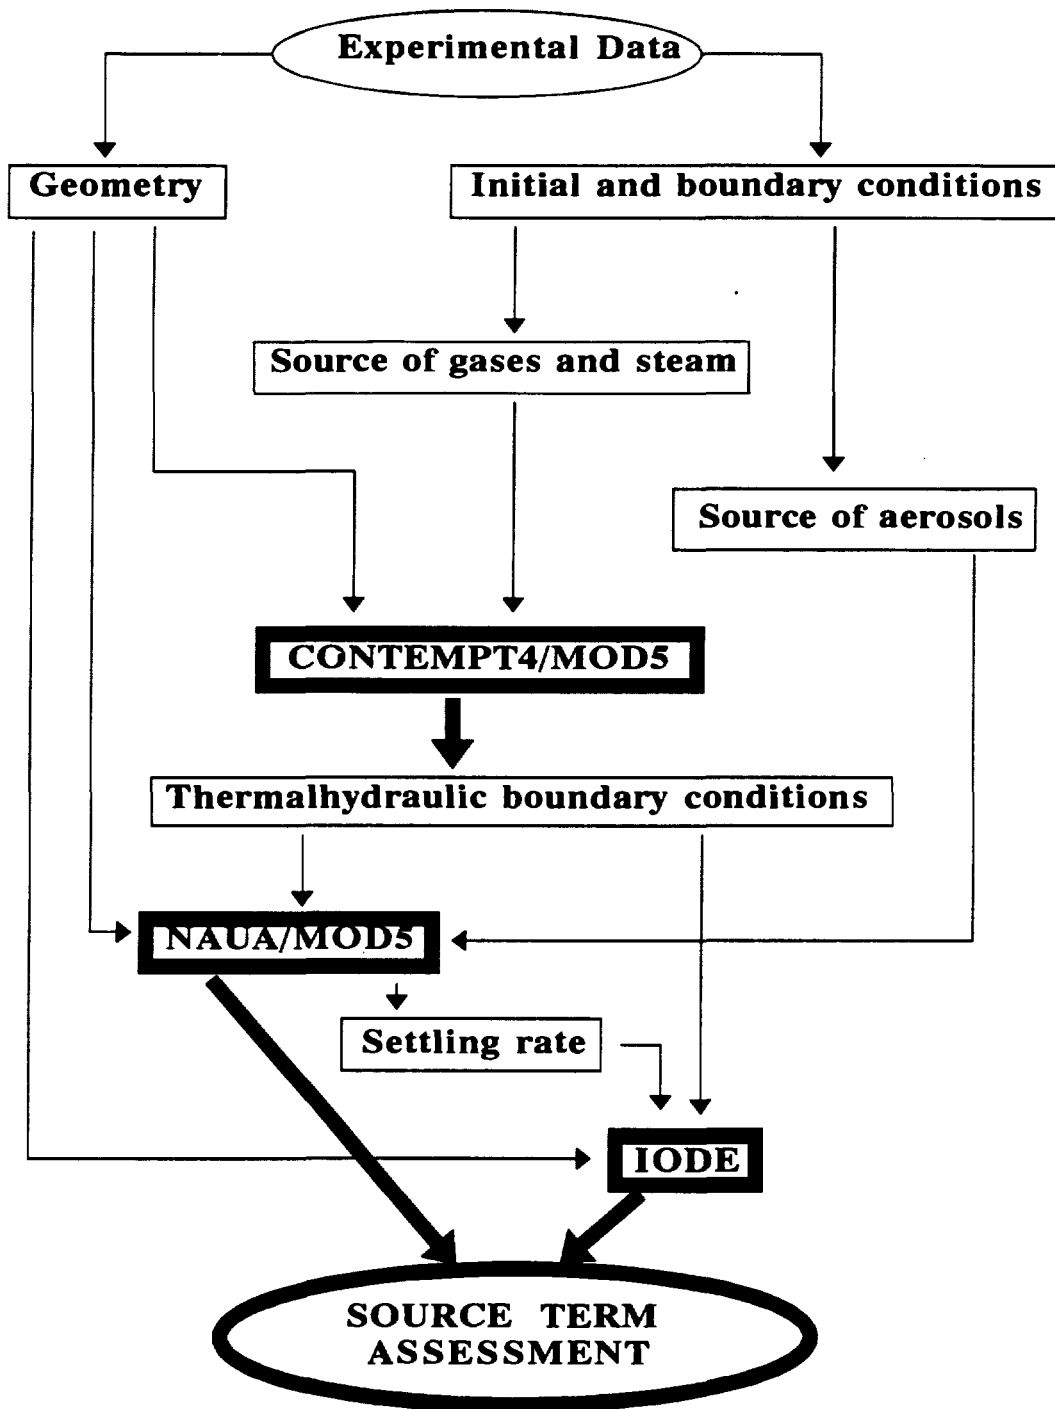 Experimental Data
Geometry
Initial and boundary conditions
Source of gases and steam
Source of aerosols
CONTEMPT4/MOD5
Thermalhydraulic boundary conditions
NAUA/MOD5
Settling rate
IODE
SOURCE TERM
ASSESSMENT